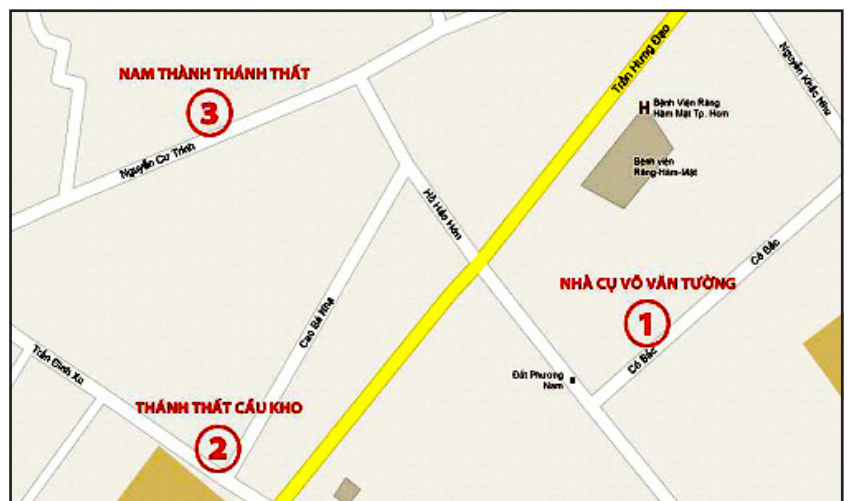 NAM THÀNH THÁNH THẤT
3
Nguyễn Cư Trinh
Trần Hưng Đạo
Nguyễn Khắc Nhu
H
Bệnh Viện Răng
Hàm Mặt Tp. Hcm
Bệnh viện
Răng-Hàm-Mặt
Hồ Hảo Hớn
Cô Bắc
NHÀ CỤ VÕ VĂN TƯỜNG
1
Cô Bắc
Cao Bá Nhạ
Trần Đình Xu
Đất Phương
Nam
THÁNH THẤT CẦU KHO
2